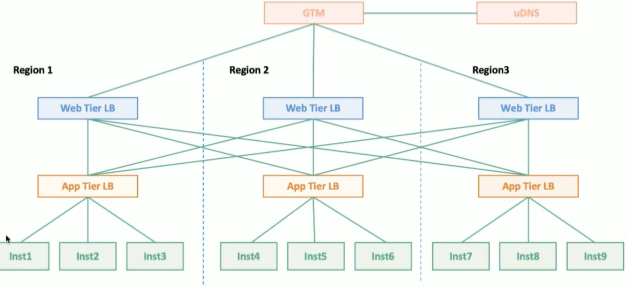 GTM
uDNS
Region 1
Region 2
Region3
Web Tier LB
Web Tier LB
Web Tier LB
App Tier LB
App Tier LB
App Tier LB
Inst1
Inst2
Inst3
Inst4
Inst5
Inst6
Inst7
Inst8
Inst9